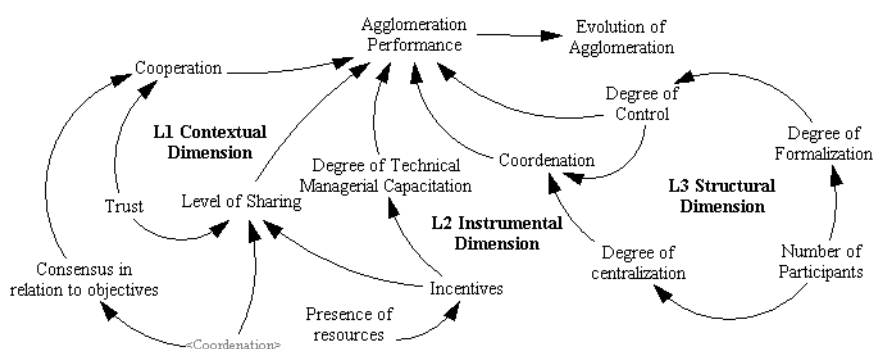 Agglomeration
Performance
Evolution of
Agglomeration
Cooperation
Degree of
Control
L1 Contextual
Dimension
Degree of
Formalization
Degree of Technical
Managerial Capacitation
Coordenation
L3 Structural
Dimension
Trust
Level of Sharing
L2 Instrumental
Dimension
Degree of
centralization
Number of
Participants
Consensus in
relation to objectives
Incentives
Presence of
resources
<Coordenation>